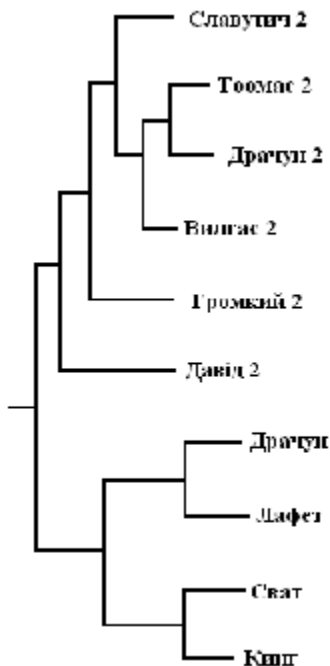 Славутич 2
Тоомас 2
Драчун 2
Вилгас 2
Громкий 2
Давід 2
Драчун
Лафет
Сват
Кинг